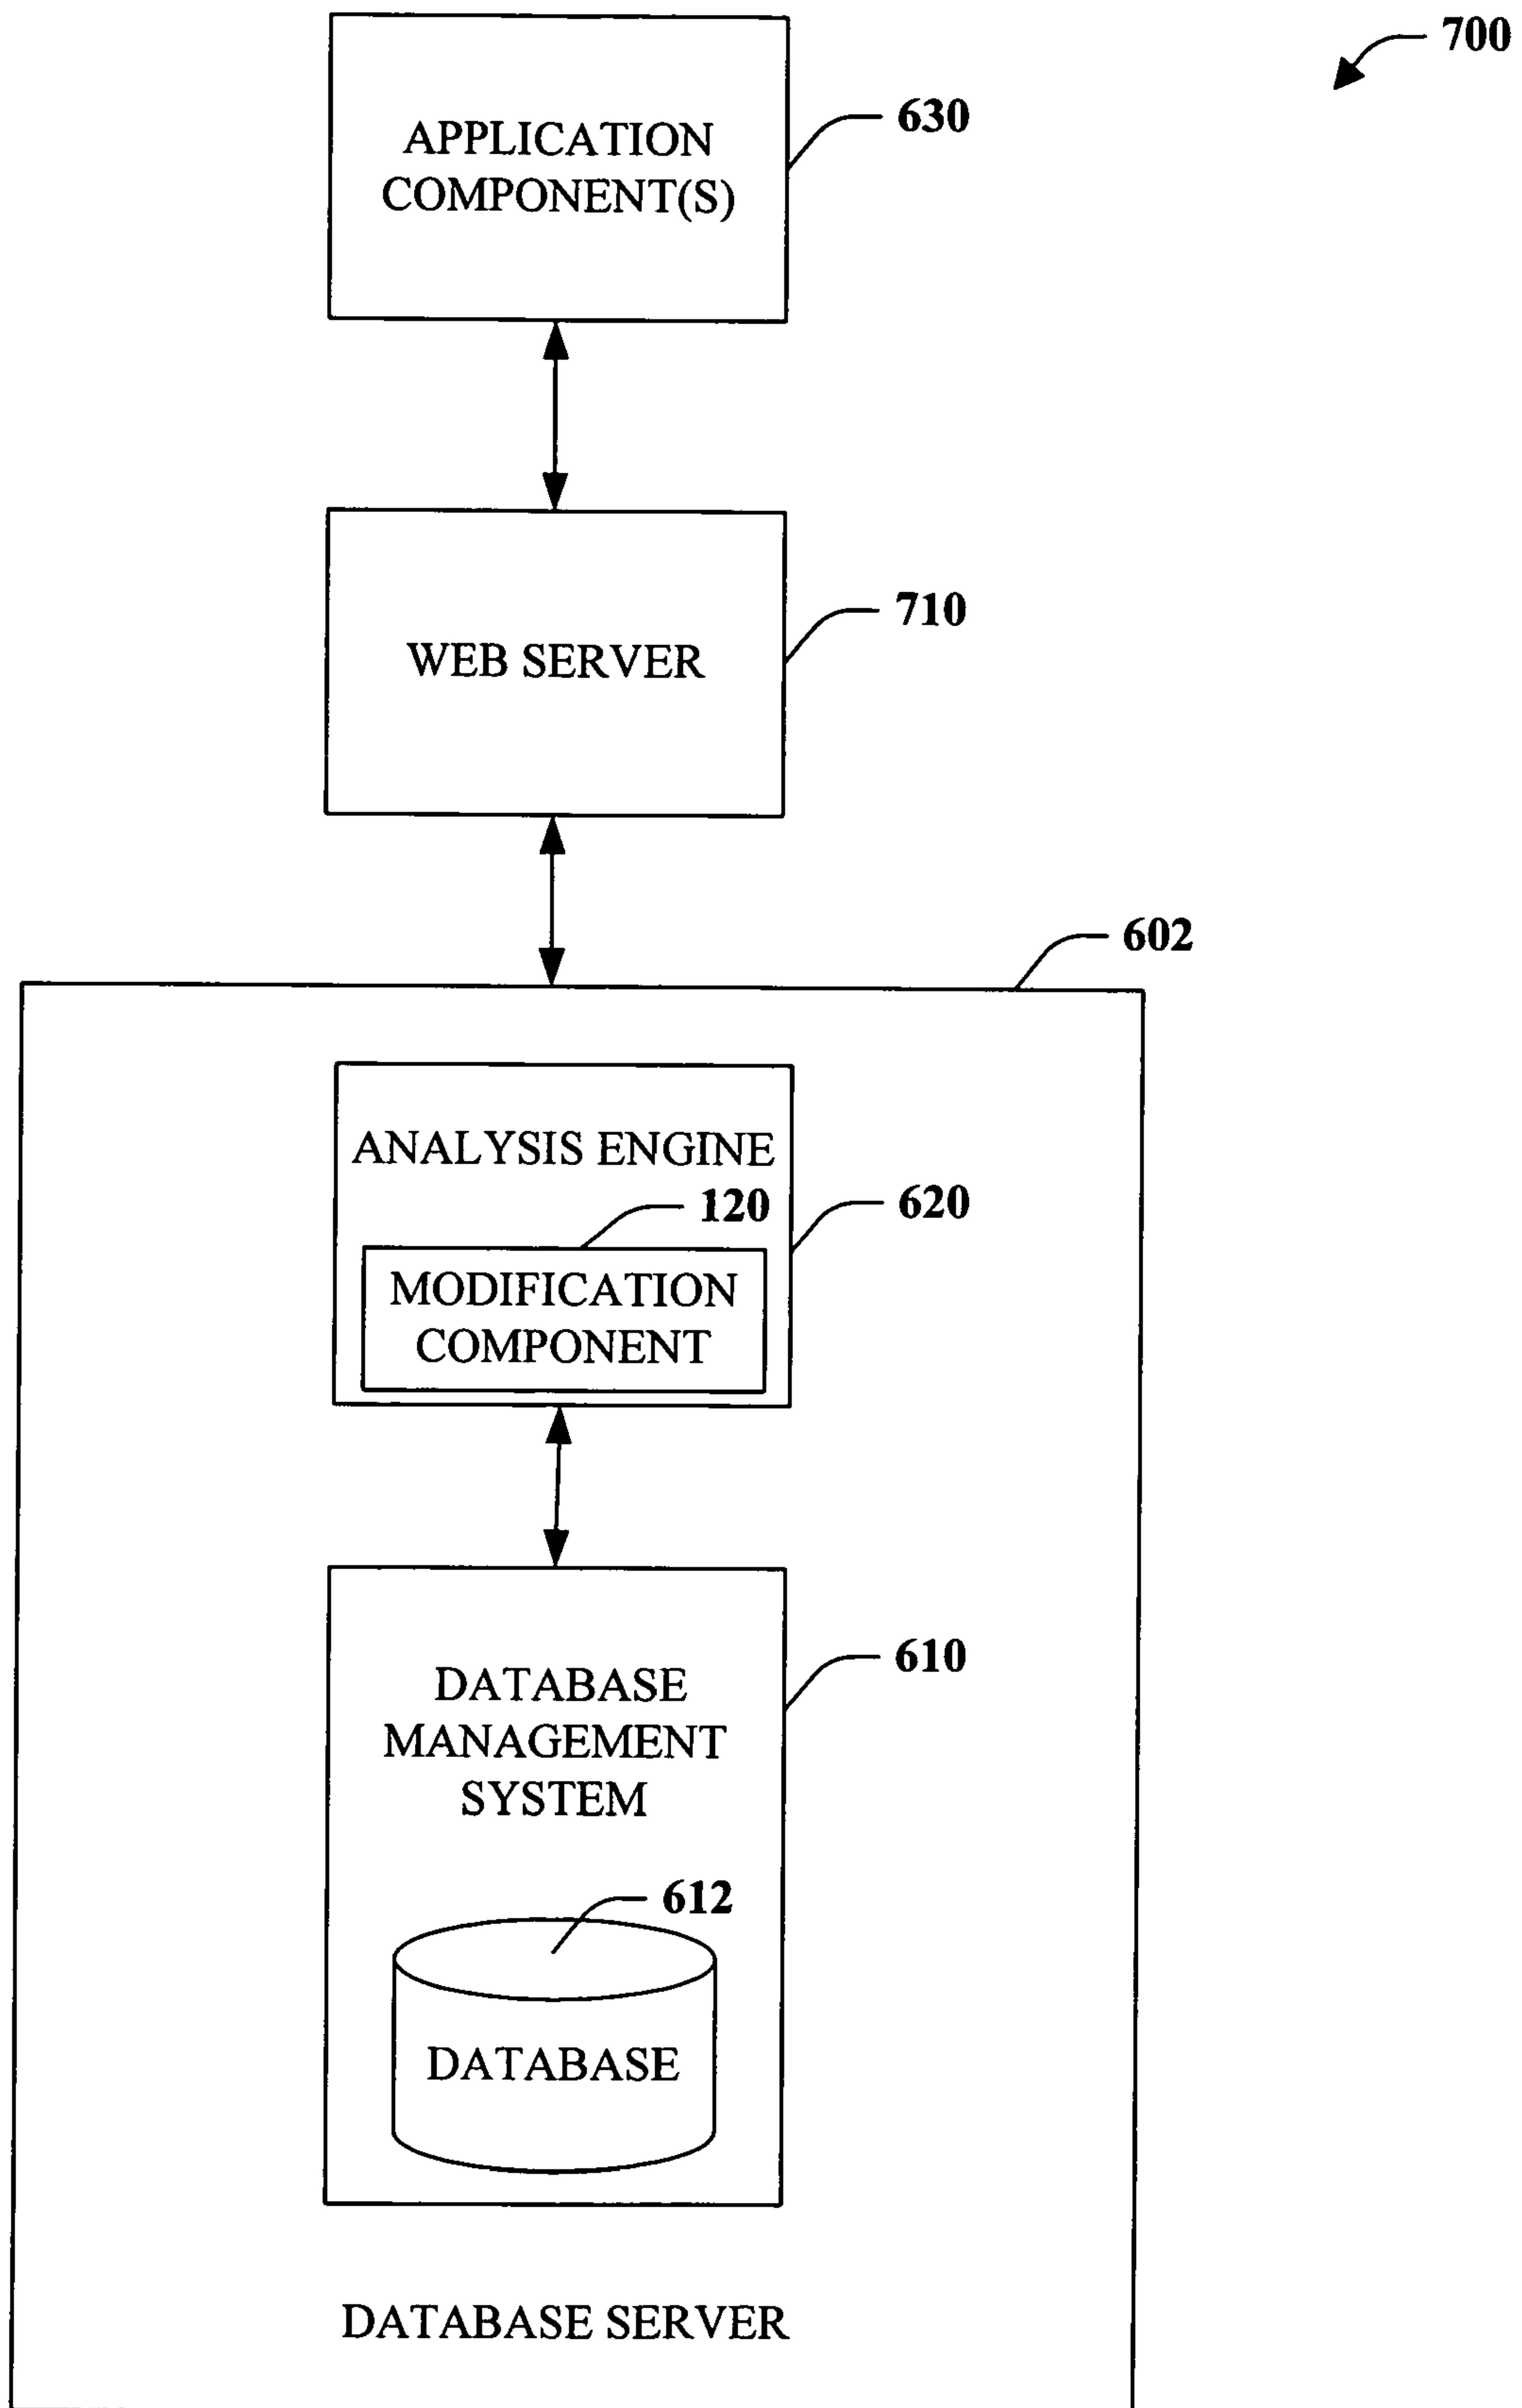 700
APPLICATION
COMPONENT(S)
630
WEB SERVER
710
602
ANALYSIS ENGINE
120
620
MODIFICATION
COMPONENT
DATABASE
MANAGEMENT
SYSTEM
610
612
DATABASE
DATABASE SERVER